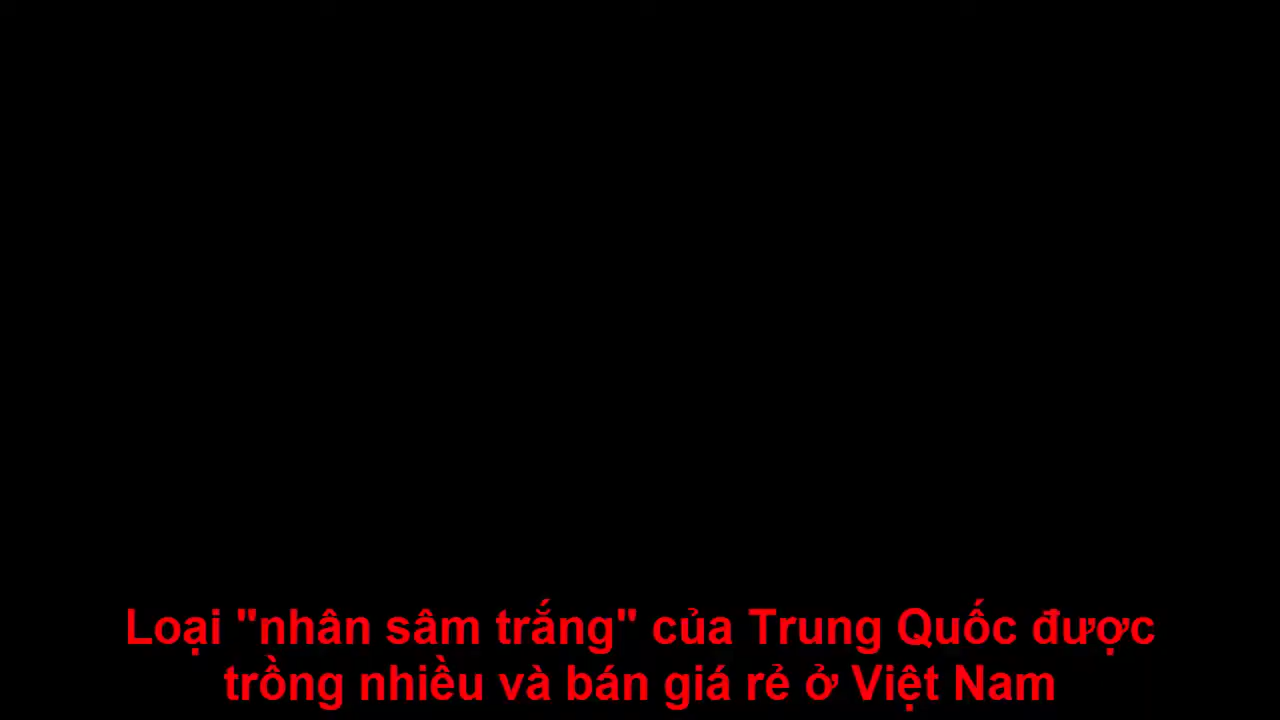 Loại "nhân sâm trắng" của Trung Quốc được
trồng nhiều và bán giá rẻ ở Việt Nam